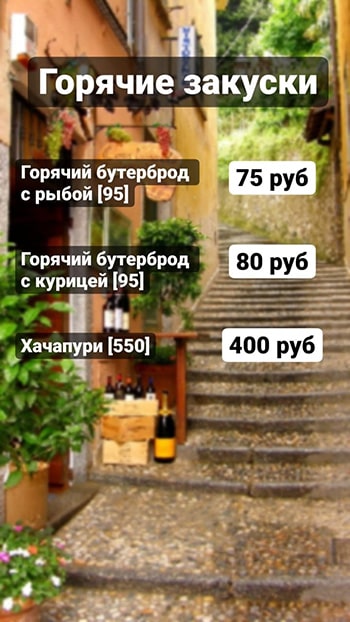 Горячие закуски
Горячий бутерброд
с рыбой [95]
75 руб
Горячий бутерброд
с курицей [95]
80 руб
Хачапури [550]
400 руб